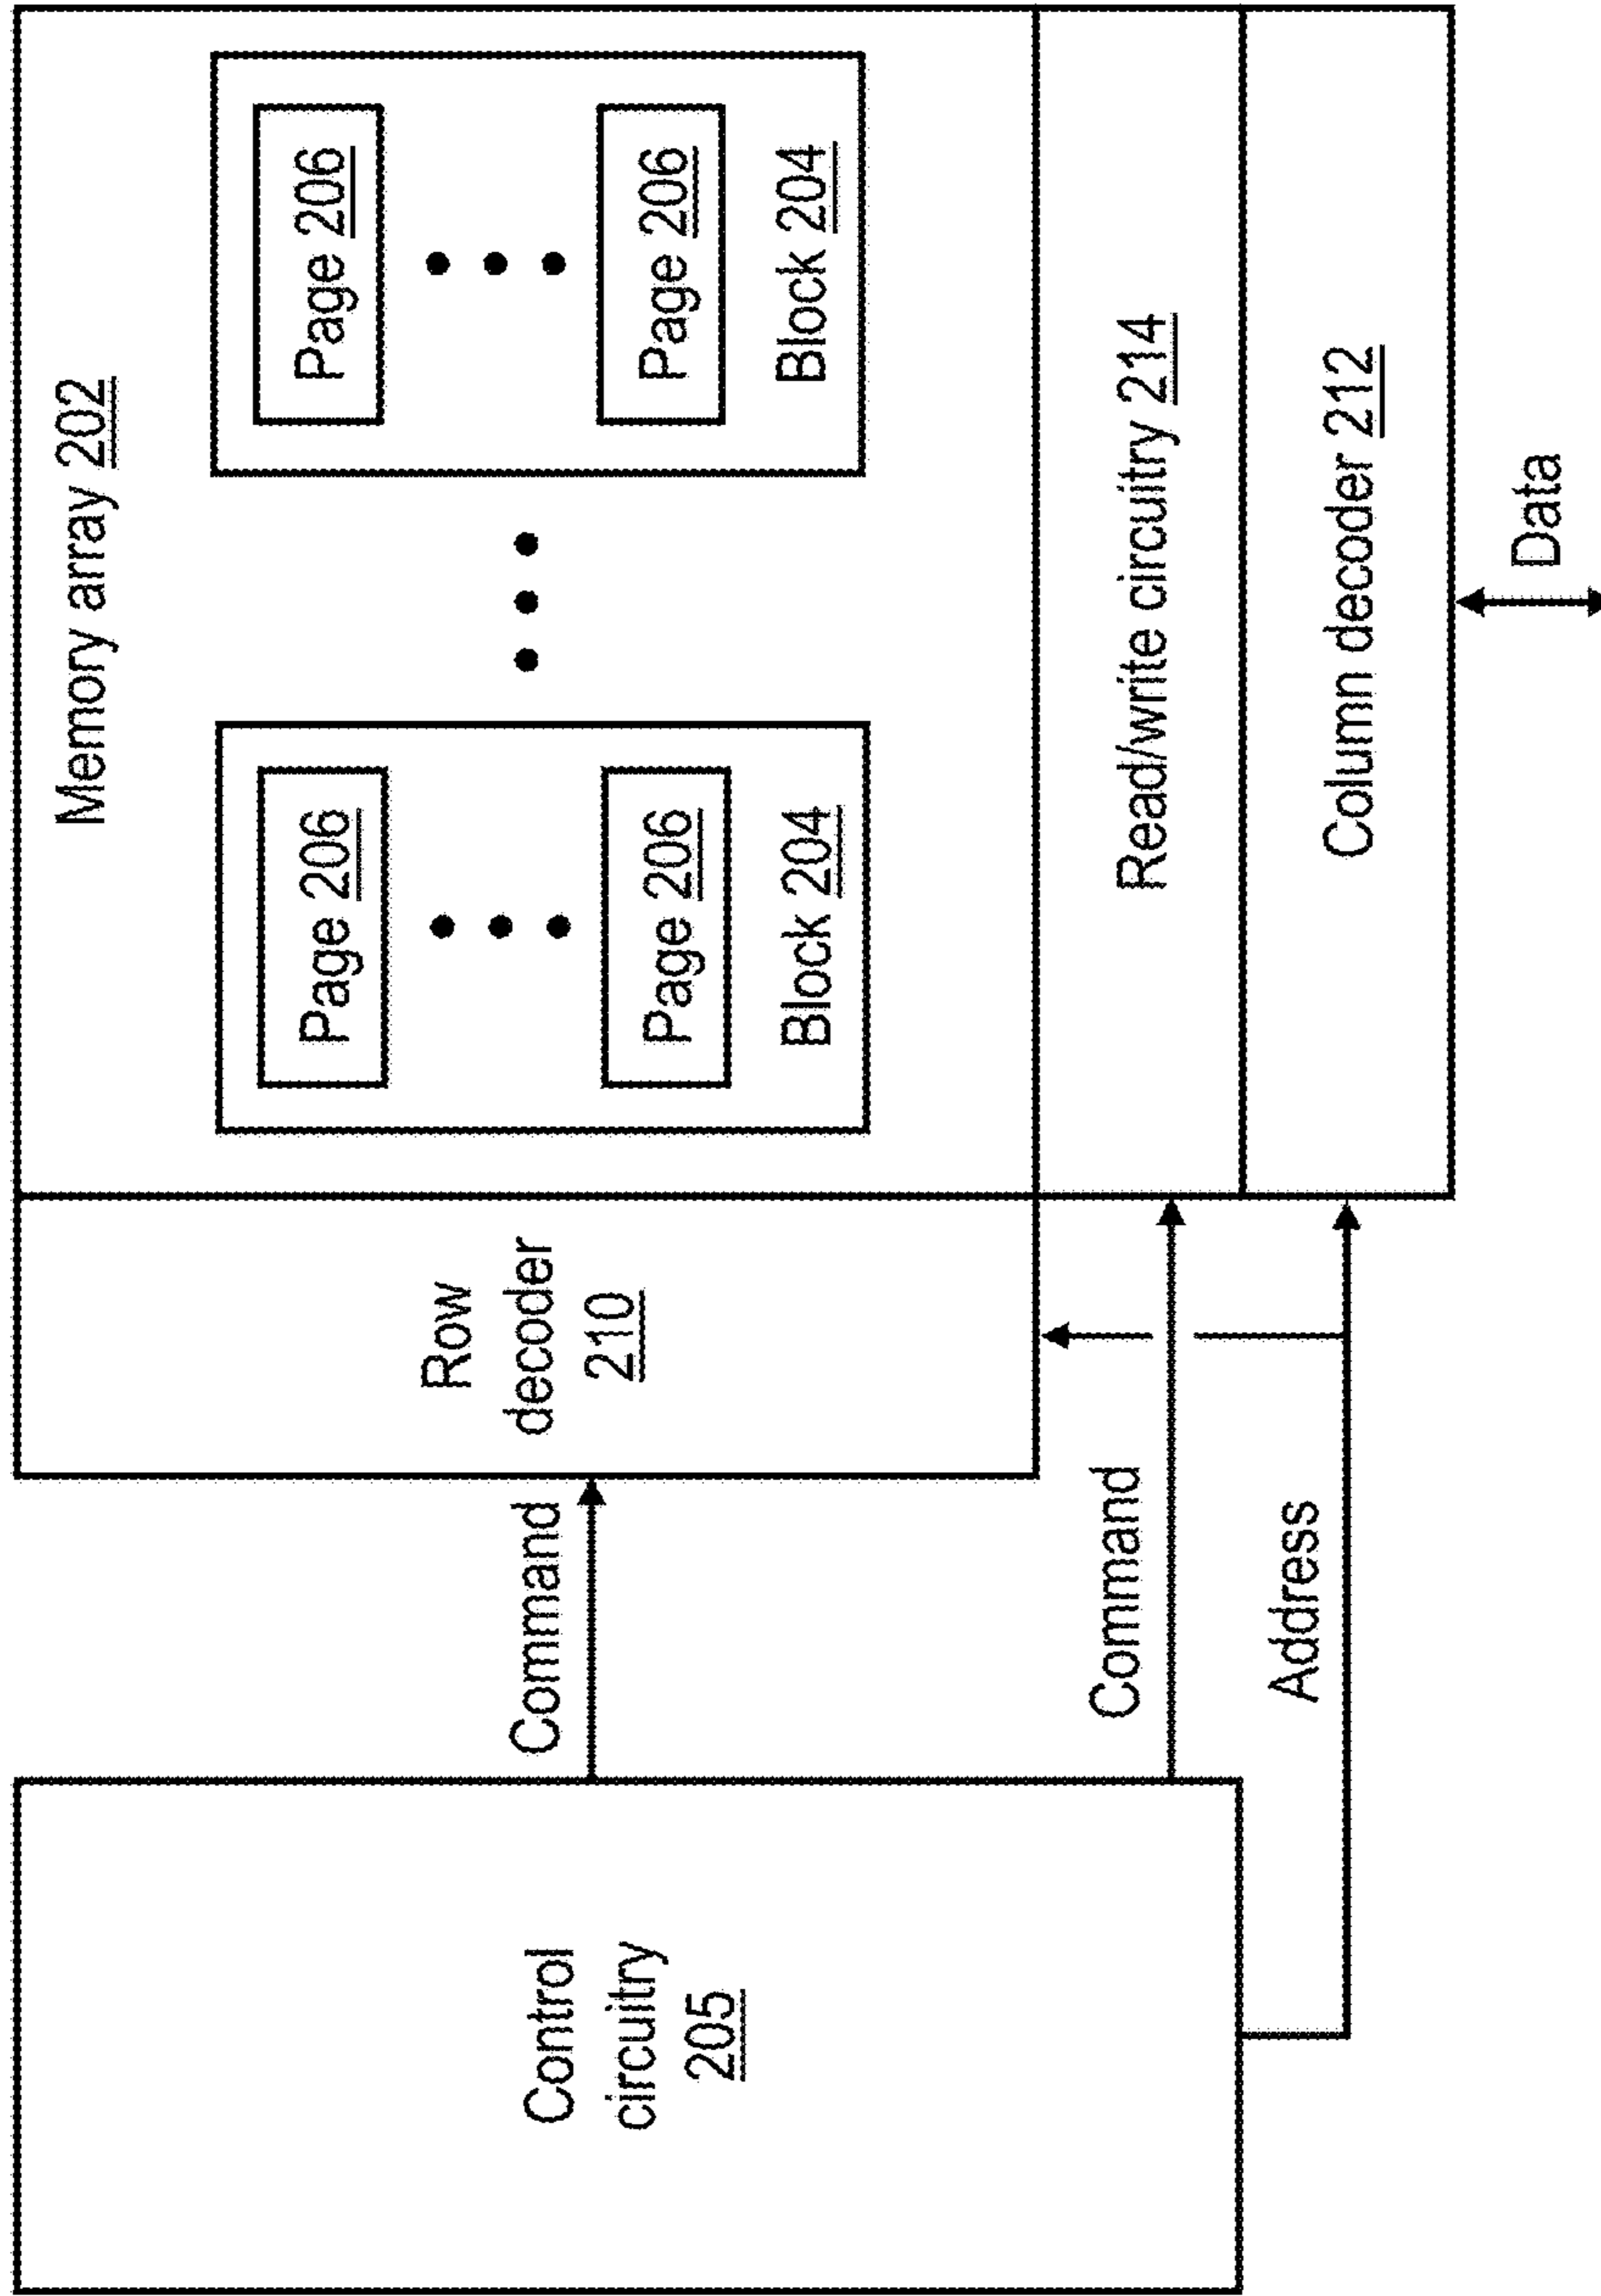 Memory array 202
Page 206
Page 206
Block 204
Page 206
Page 206
Block 204
Row
decoder
210
Read/write circuitry 214
Column decoder 212
Data
Control
circuitry
205
Command
Command
Address